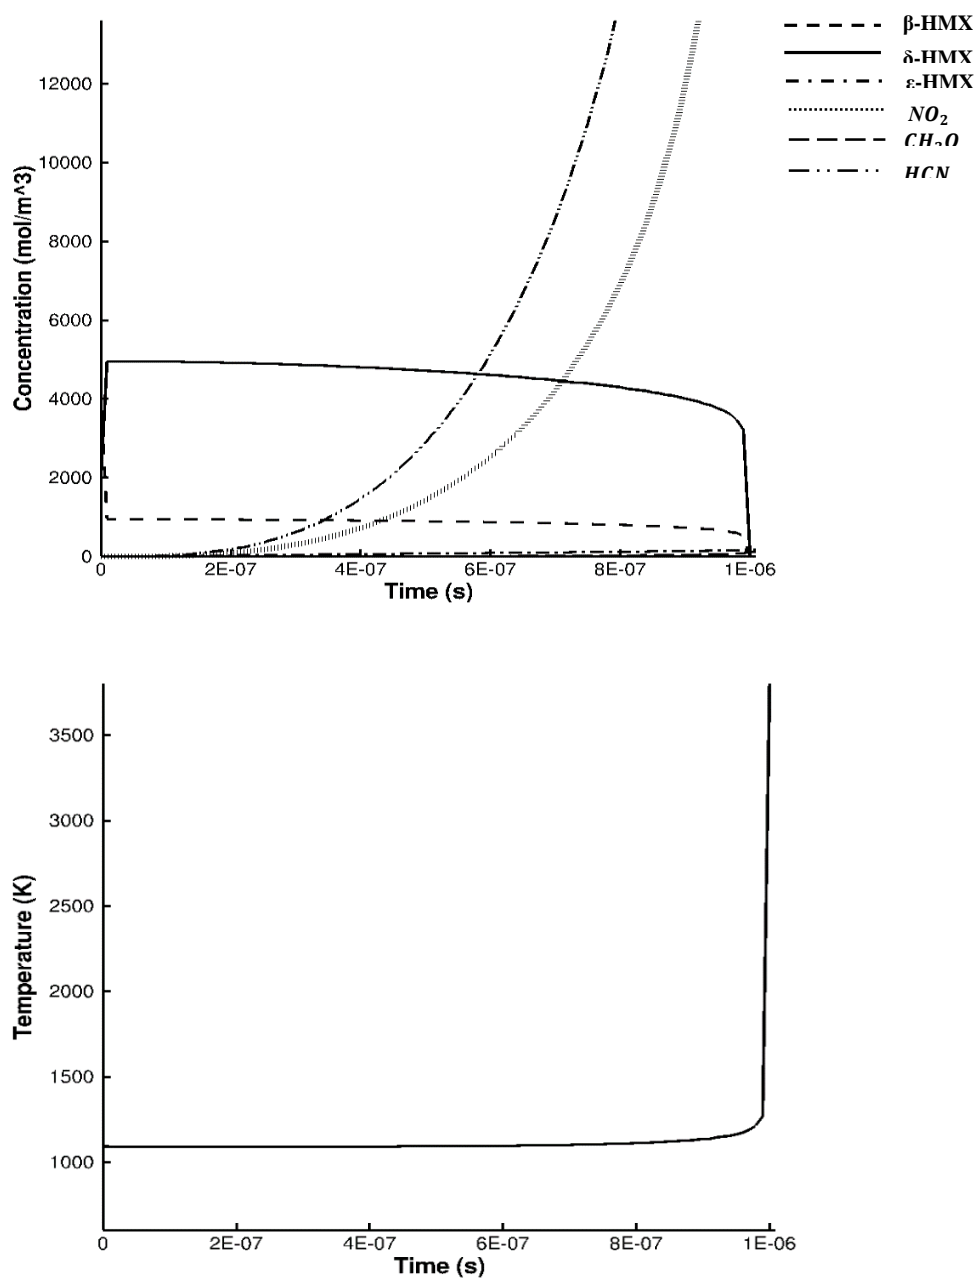 β-HMX
δ-HMX
ε-HMX
NO₂
CH₂O
HCN
12000
10000
8000
6000
4000
2000
0
Concentration (mol/m^3)
0 2E-07 4E-07 6E-07 8E-07 1E-06
Time (s)
3500
3000
2500
2000
1500
1000
Temperature (K)
0 2E-07 4E-07 6E-07 8E-07 1E-06
Time (s)